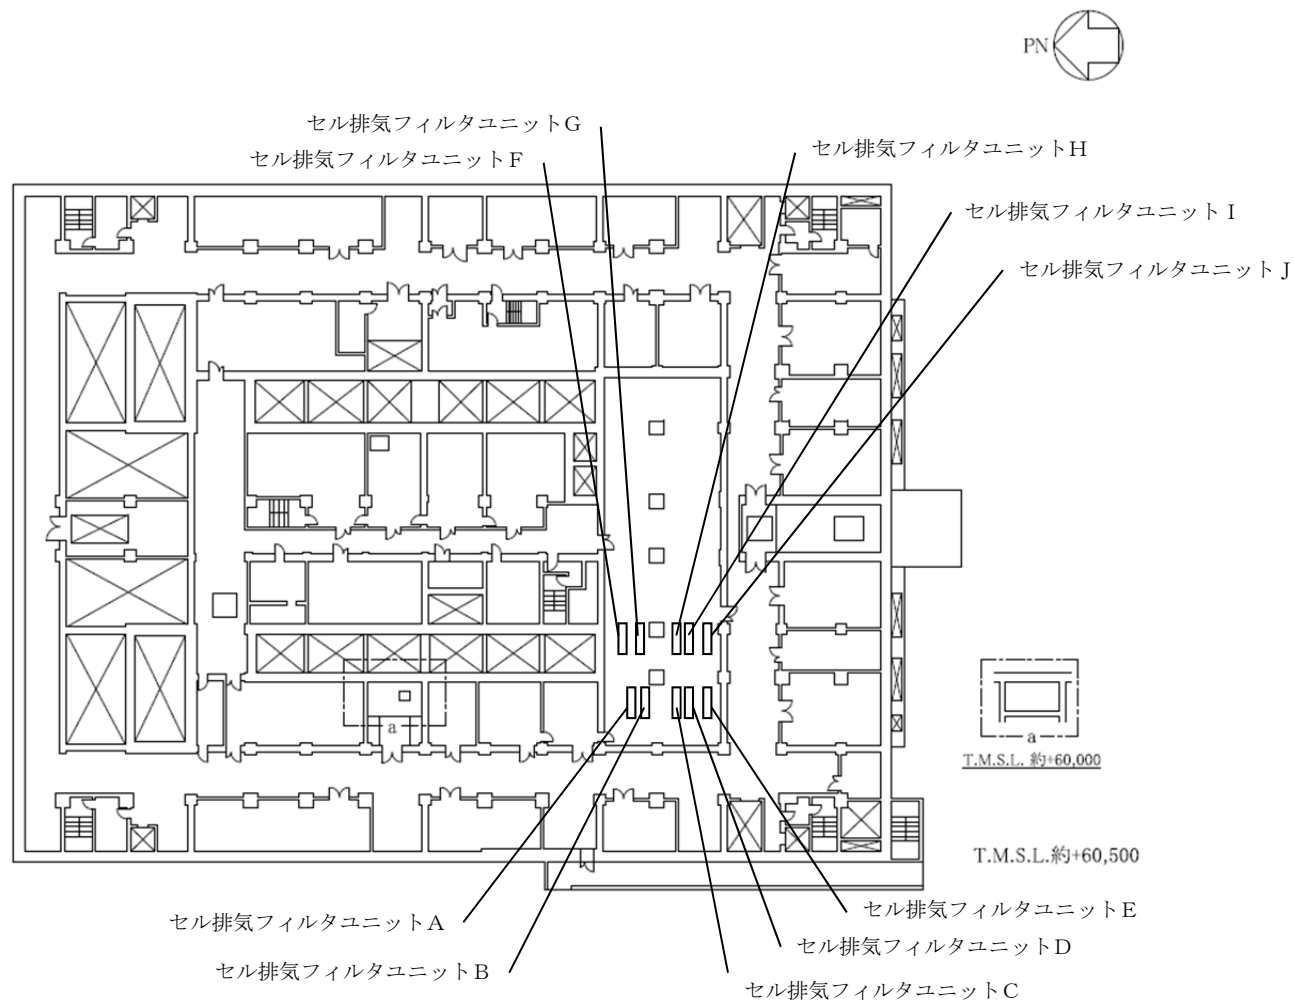 PN
セル排気フィルタユニットG
セル排気フィルタユニットF
セル排気フィルタユニットH
セル排気フィルタユニットI
セル排気フィルタユニットJ
a
a
T.M.S.L. 約+60,000
T.M.S.L.約+60,500
セル排気フィルタユニットA
セル排気フィルタユニットE
セル排気フィルタユニットD
セル排気フィルタユニットB
セル排気フィルタユニットC